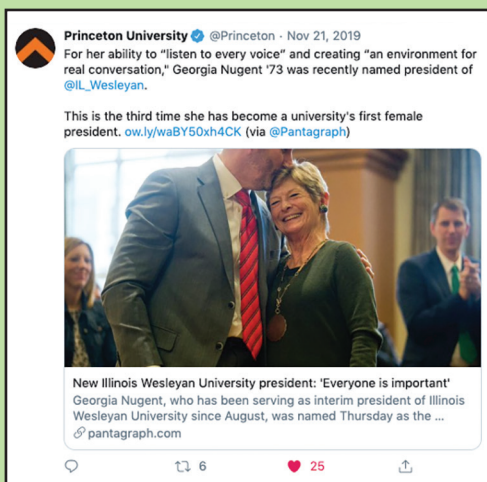 Princeton University @Princeton · Nov 21, 2019
For her ability to “listen to every voice” and creating “an environment for
real conversation," Georgia Nugent '73 was recently named president of
@IL_Wesleyan.
This is the third time she has become a university's first female
president. ow.ly/waBY50xh4CK (via @Pantagraph)
New Illinois Wesleyan University president: 'Everyone is important'
Georgia Nugent, who has been serving as interim president of Illinois
Wesleyan University since August, was named Thursday as the ...
pantagraph.com
6 25